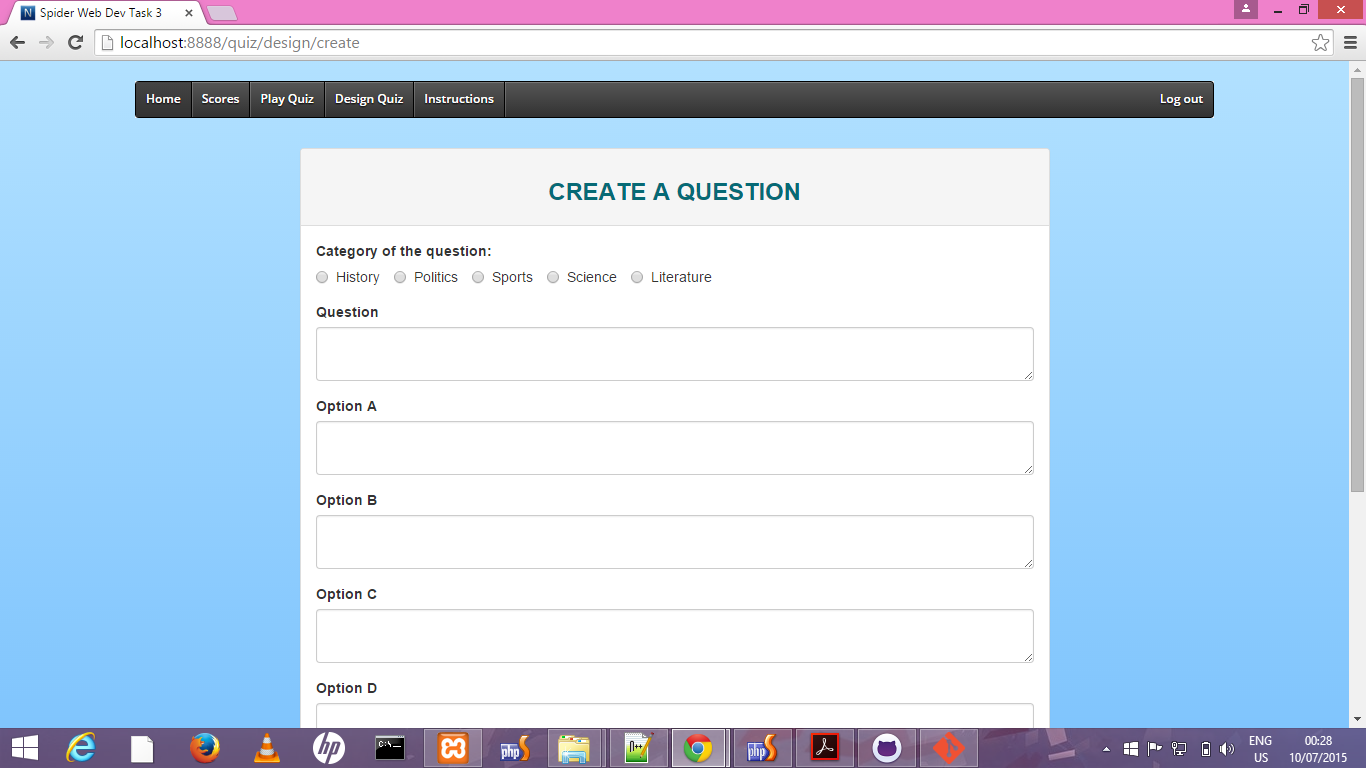 Spider Web Dev Task 3
localhost:8888/quiz/design/create
Home Scores Play Quiz Design Quiz Instructions Log out
CREATE A QUESTION
Category of the question:
History Politics Sports Science Literature
Question
Option A
Option B
Option C
Option D
ENG 00:28
US 10/07/2015